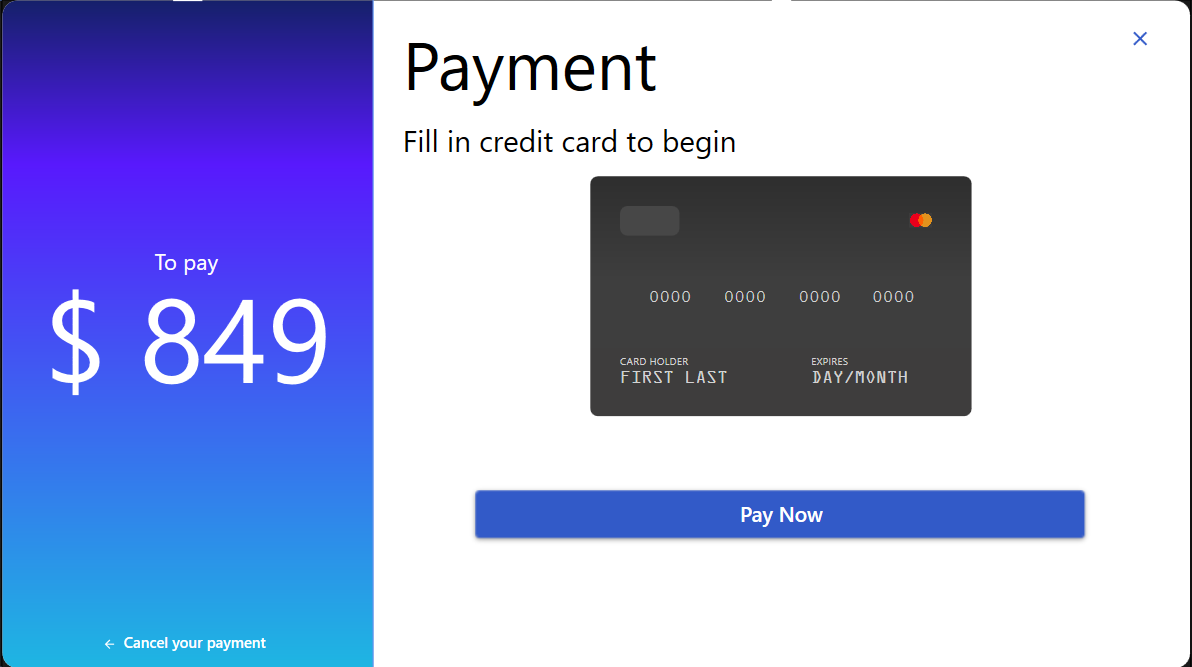 To pay
$ 849
← Cancel your payment
Payment
Fill in credit card to begin
0000 0000 0000 0000
CARD HOLDER
FIRST LAST
EXPIRES
DAY/MONTH
Pay Now